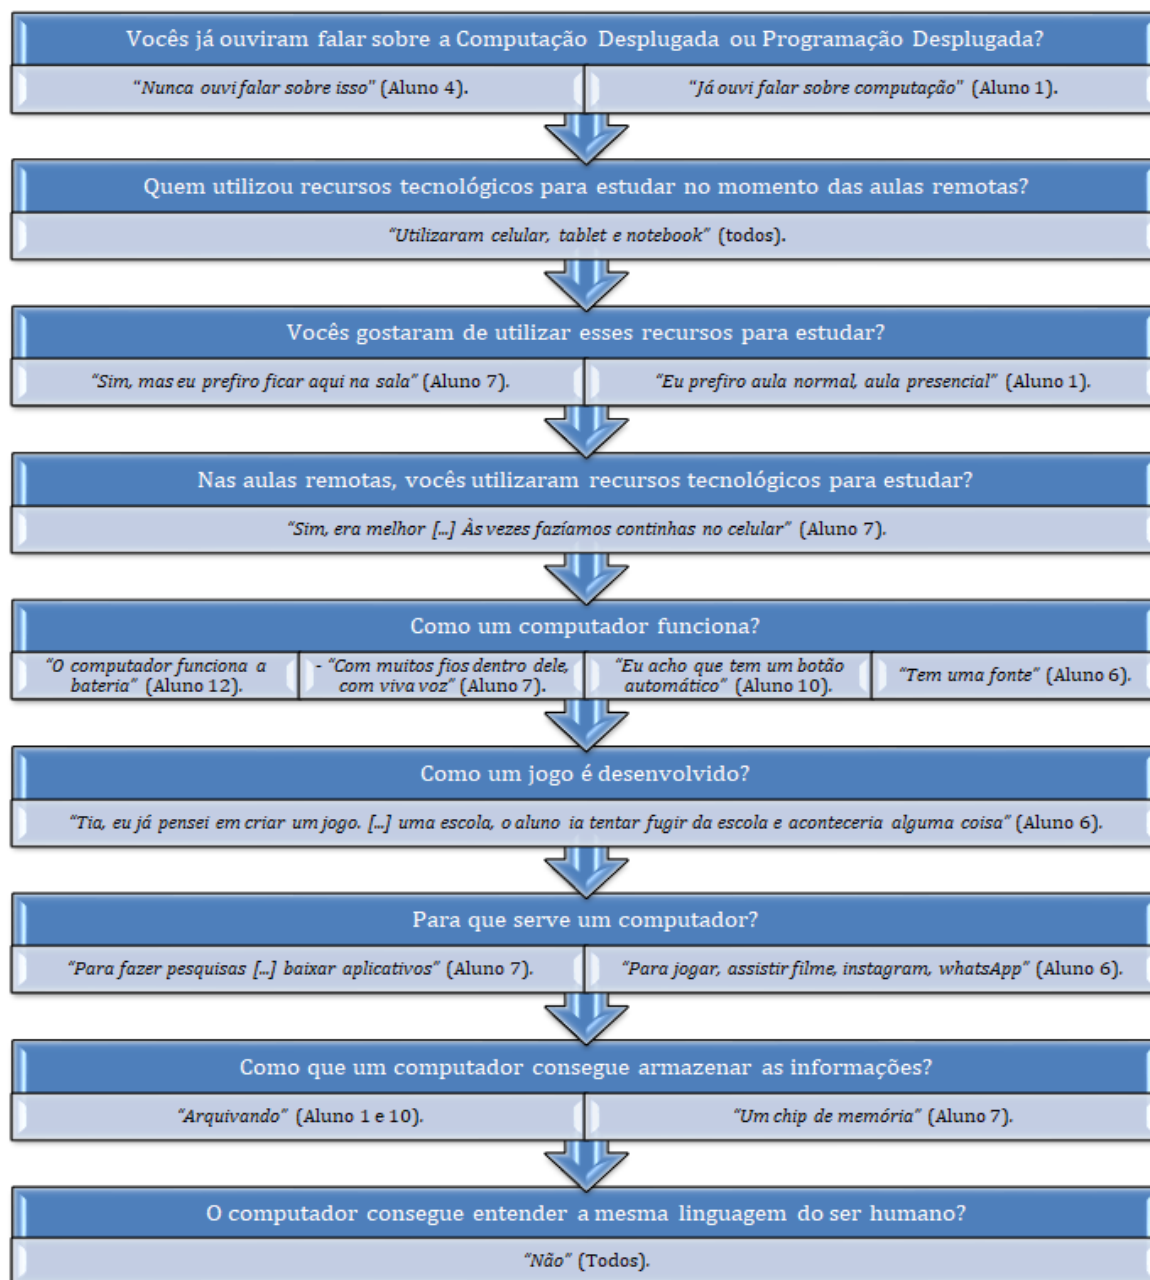 Vocês já ouviram falar sobre a Computação Desplugada ou Programação Desplugada?
“Nunca ouvi falar sobre isso” (Aluno 4).
“Já ouvi falar sobre computação” (Aluno 1).
Quem utilizou recursos tecnológicos para estudar no momento das aulas remotas?
“Utilizaram celular, tablet e notebook” (todos).
Vocês gostaram de utilizar esses recursos para estudar?
“Sim, mas eu prefiro ficar aqui na sala” (Aluno 7).
“Eu prefiro aula normal, aula presencial” (Aluno 1).
Nas aulas remotas, vocês utilizaram recursos tecnológicos para estudar?
“Sim, era melhor [...] Às vezes fazíamos continhas no celular” (Aluno 7).
Como um computador funciona?
“O computador funciona a
bateria” (Aluno 12).
- “Com muitos fios dentro dele,
com viva voz” (Aluno 7).
“Eu acho que tem um botão
automático” (Aluno 10).
“Tem uma fonte” (Aluno 6).
Como um jogo é desenvolvido?
“Tia, eu já pensei em criar um jogo. [...] uma escola, o aluno ia tentar fugir da escola e aconteceria alguma coisa” (Aluno 6).
Para que serve um computador?
“Para fazer pesquisas [...] baixar aplicativos” (Aluno 7).
“Para jogar, assistir filme, instagram, whatsApp” (Aluno 6).
Como que um computador consegue armazenar as informações?
“Arquivando” (Aluno 1 e 10).
“Um chip de memória” (Aluno 7).
O computador consegue entender a mesma linguagem do ser humano?
“Não” (Todos).